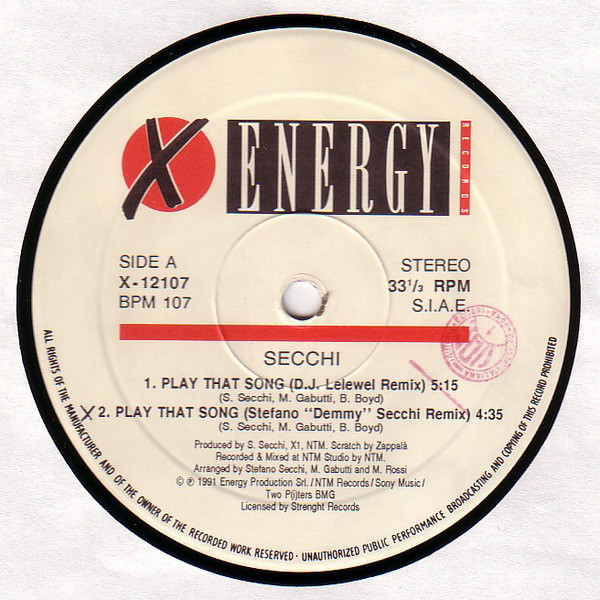 X ENERGY RECORDS
SIDE A
X-12107
BPM 107
STEREO
33 1/3 RPM
S.I.A.E.
SECCHI
1. PLAY THAT SONG (D.J. Lelewel Remix) 5:15
(S. Secchi, M. Gabutti, B. Boyd)
X 2. PLAY THAT SONG (Stefano "Demmy" Secchi Remix) 4:35
(S. Secchi, M. Gabutti, B. Boyd)
Produced by S. Secchi, X1, NTM. Scratch by Zappalà
Recorded & Mixed at NTM Studio by NTM.
Arranged by Stefano Secchi, M. Gabutti and M. Rossi
© ℗ 1991 Energy Production Srl. / NTM Records / Sony Music /
Two P(i)ters BMG
Licensed by Strenght Records
ALL RIGHTS OF THE MANUFACTURER AND OF THE OWNER OF THE RECORDED WORK RESERVED · UNAUTHORIZED PUBLIC PERFORMANCE BROADCASTING AND COPYING OF THIS RECORD PROHIBITED